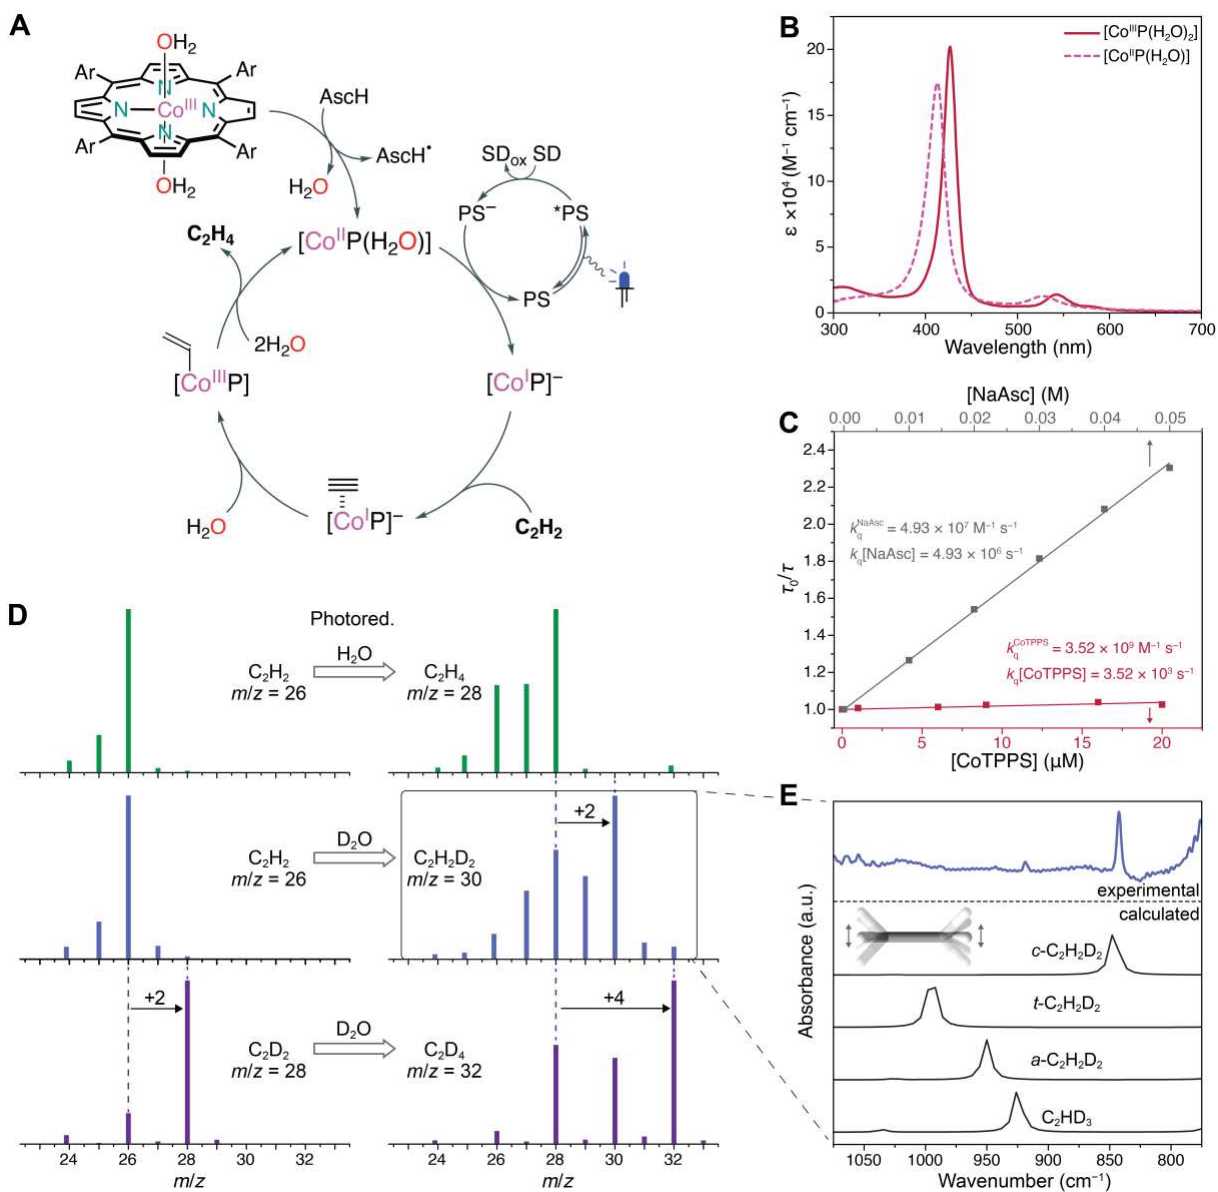 A
OH2
Ar
Ar
N
N
CoIII
N
N
Ar
Ar
OH2
AscH
AscH•
H2O
SDox
SD
PS−
*PS
PS
C2H4
[CoIIP(H2O)]
2H2O
[CoIIIP]
[CoIP]−
H2O
[CoIP]−
C2H2
B
[CoIIIP(H2O)2]
[CoIIP(H2O)]
ε ×10⁴ (M⁻¹ cm⁻¹)
20
15
10
5
0
300 400 500 600 700
Wavelength (nm)
C
[NaAsc] (M)
0.00 0.01 0.02 0.03 0.04 0.05
τ0/τ
2.4
2.2
2.0
1.8
1.6
1.4
1.2
1.0
kqNaAsc = 4.93 × 10⁷ M⁻¹ s⁻¹
kq[NaAsc] = 4.93 × 10⁶ s⁻¹
kqCoTPPS = 3.52 × 10⁹ M⁻¹ s⁻¹
kq[CoTPPS] = 3.52 × 10³ s⁻¹
0 5 10 15 20
[CoTPPS] (μM)
D
Photored.
C2H2
m/z = 26
H2O
C2H4
m/z = 28
C2H2
m/z = 26
D2O
C2H2D2
m/z = 30
+2
+2
C2D2
m/z = 28
D2O
C2D4
m/z = 32
+4
24 26 28 30 32
m/z
24 26 28 30 32
m/z
E
Absorbance (a.u.)
experimental
calculated
c-C2H2D2
t-C2H2D2
a-C2H2D2
C2HD3
1050 1000 950 900 850 800
Wavenumber (cm⁻¹)